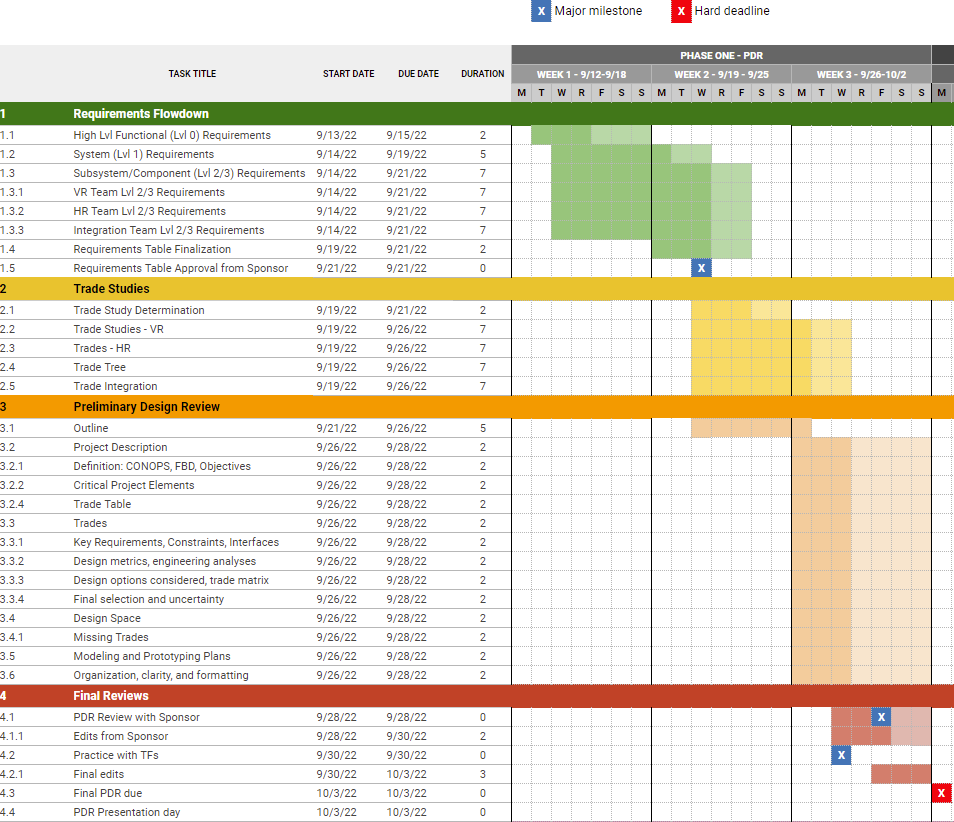 X Major milestone X Hard deadline
PHASE ONE - PDR
TASK TITLE START DATE DUE DATE DURATION WEEK 1 - 9/12-9/18 WEEK 2 - 9/19 - 9/25 WEEK 3 - 9/26-10/2
M T W R F S S M T W R F S S M T W R F S S M
1 Requirements Flowdown
1.1 High Lvl Functional (Lvl 0) Requirements 9/13/22 9/15/22 2
1.2 System (Lvl 1) Requirements 9/14/22 9/19/22 5
1.3 Subsystem/Component (Lvl 2/3) Requirements 9/14/22 9/21/22 7
1.3.1 VR Team Lvl 2/3 Requirements 9/14/22 9/21/22 7
1.3.2 HR Team Lvl 2/3 Requirements 9/14/22 9/21/22 7
1.3.3 Integration Team Lvl 2/3 Requirements 9/14/22 9/21/22 7
1.4 Requirements Table Finalization 9/19/22 9/21/22 2
1.5 Requirements Table Approval from Sponsor 9/21/22 9/21/22 0 X
2 Trade Studies
2.1 Trade Study Determination 9/19/22 9/21/22 2
2.2 Trade Studies - VR 9/19/22 9/26/22 7
2.3 Trades - HR 9/19/22 9/26/22 7
2.4 Trade Tree 9/19/22 9/26/22 7
2.5 Trade Integration 9/19/22 9/26/22 7
3 Preliminary Design Review
3.1 Outline 9/21/22 9/26/22 5
3.2 Project Description 9/26/22 9/28/22 2
3.2.1 Definition: CONOPS, FBD, Objectives 9/26/22 9/28/22 2
3.2.2 Critical Project Elements 9/26/22 9/28/22 2
3.2.4 Trade Table 9/26/22 9/28/22 2
3.3 Trades 9/26/22 9/28/22 2
3.3.1 Key Requirements, Constraints, Interfaces 9/26/22 9/28/22 2
3.3.2 Design metrics, engineering analyses 9/26/22 9/28/22 2
3.3.3 Design options considered, trade matrix 9/26/22 9/28/22 2
3.3.4 Final selection and uncertainty 9/26/22 9/28/22 2
3.4 Design Space 9/26/22 9/28/22 2
3.4.1 Missing Trades 9/26/22 9/28/22 2
3.5 Modeling and Prototyping Plans 9/26/22 9/28/22 2
3.6 Organization, clarity, and formatting 9/26/22 9/28/22 2
4 Final Reviews
4.1 PDR Review with Sponsor 9/28/22 9/28/22 0 X
4.1.1 Edits from Sponsor 9/28/22 9/30/22 2
4.2 Practice with TFs 9/30/22 9/30/22 0 X
4.2.1 Final edits 9/30/22 10/3/22 3
4.3 Final PDR due 10/3/22 10/3/22 0 X
4.4 PDR Presentation day 10/3/22 10/3/22 0